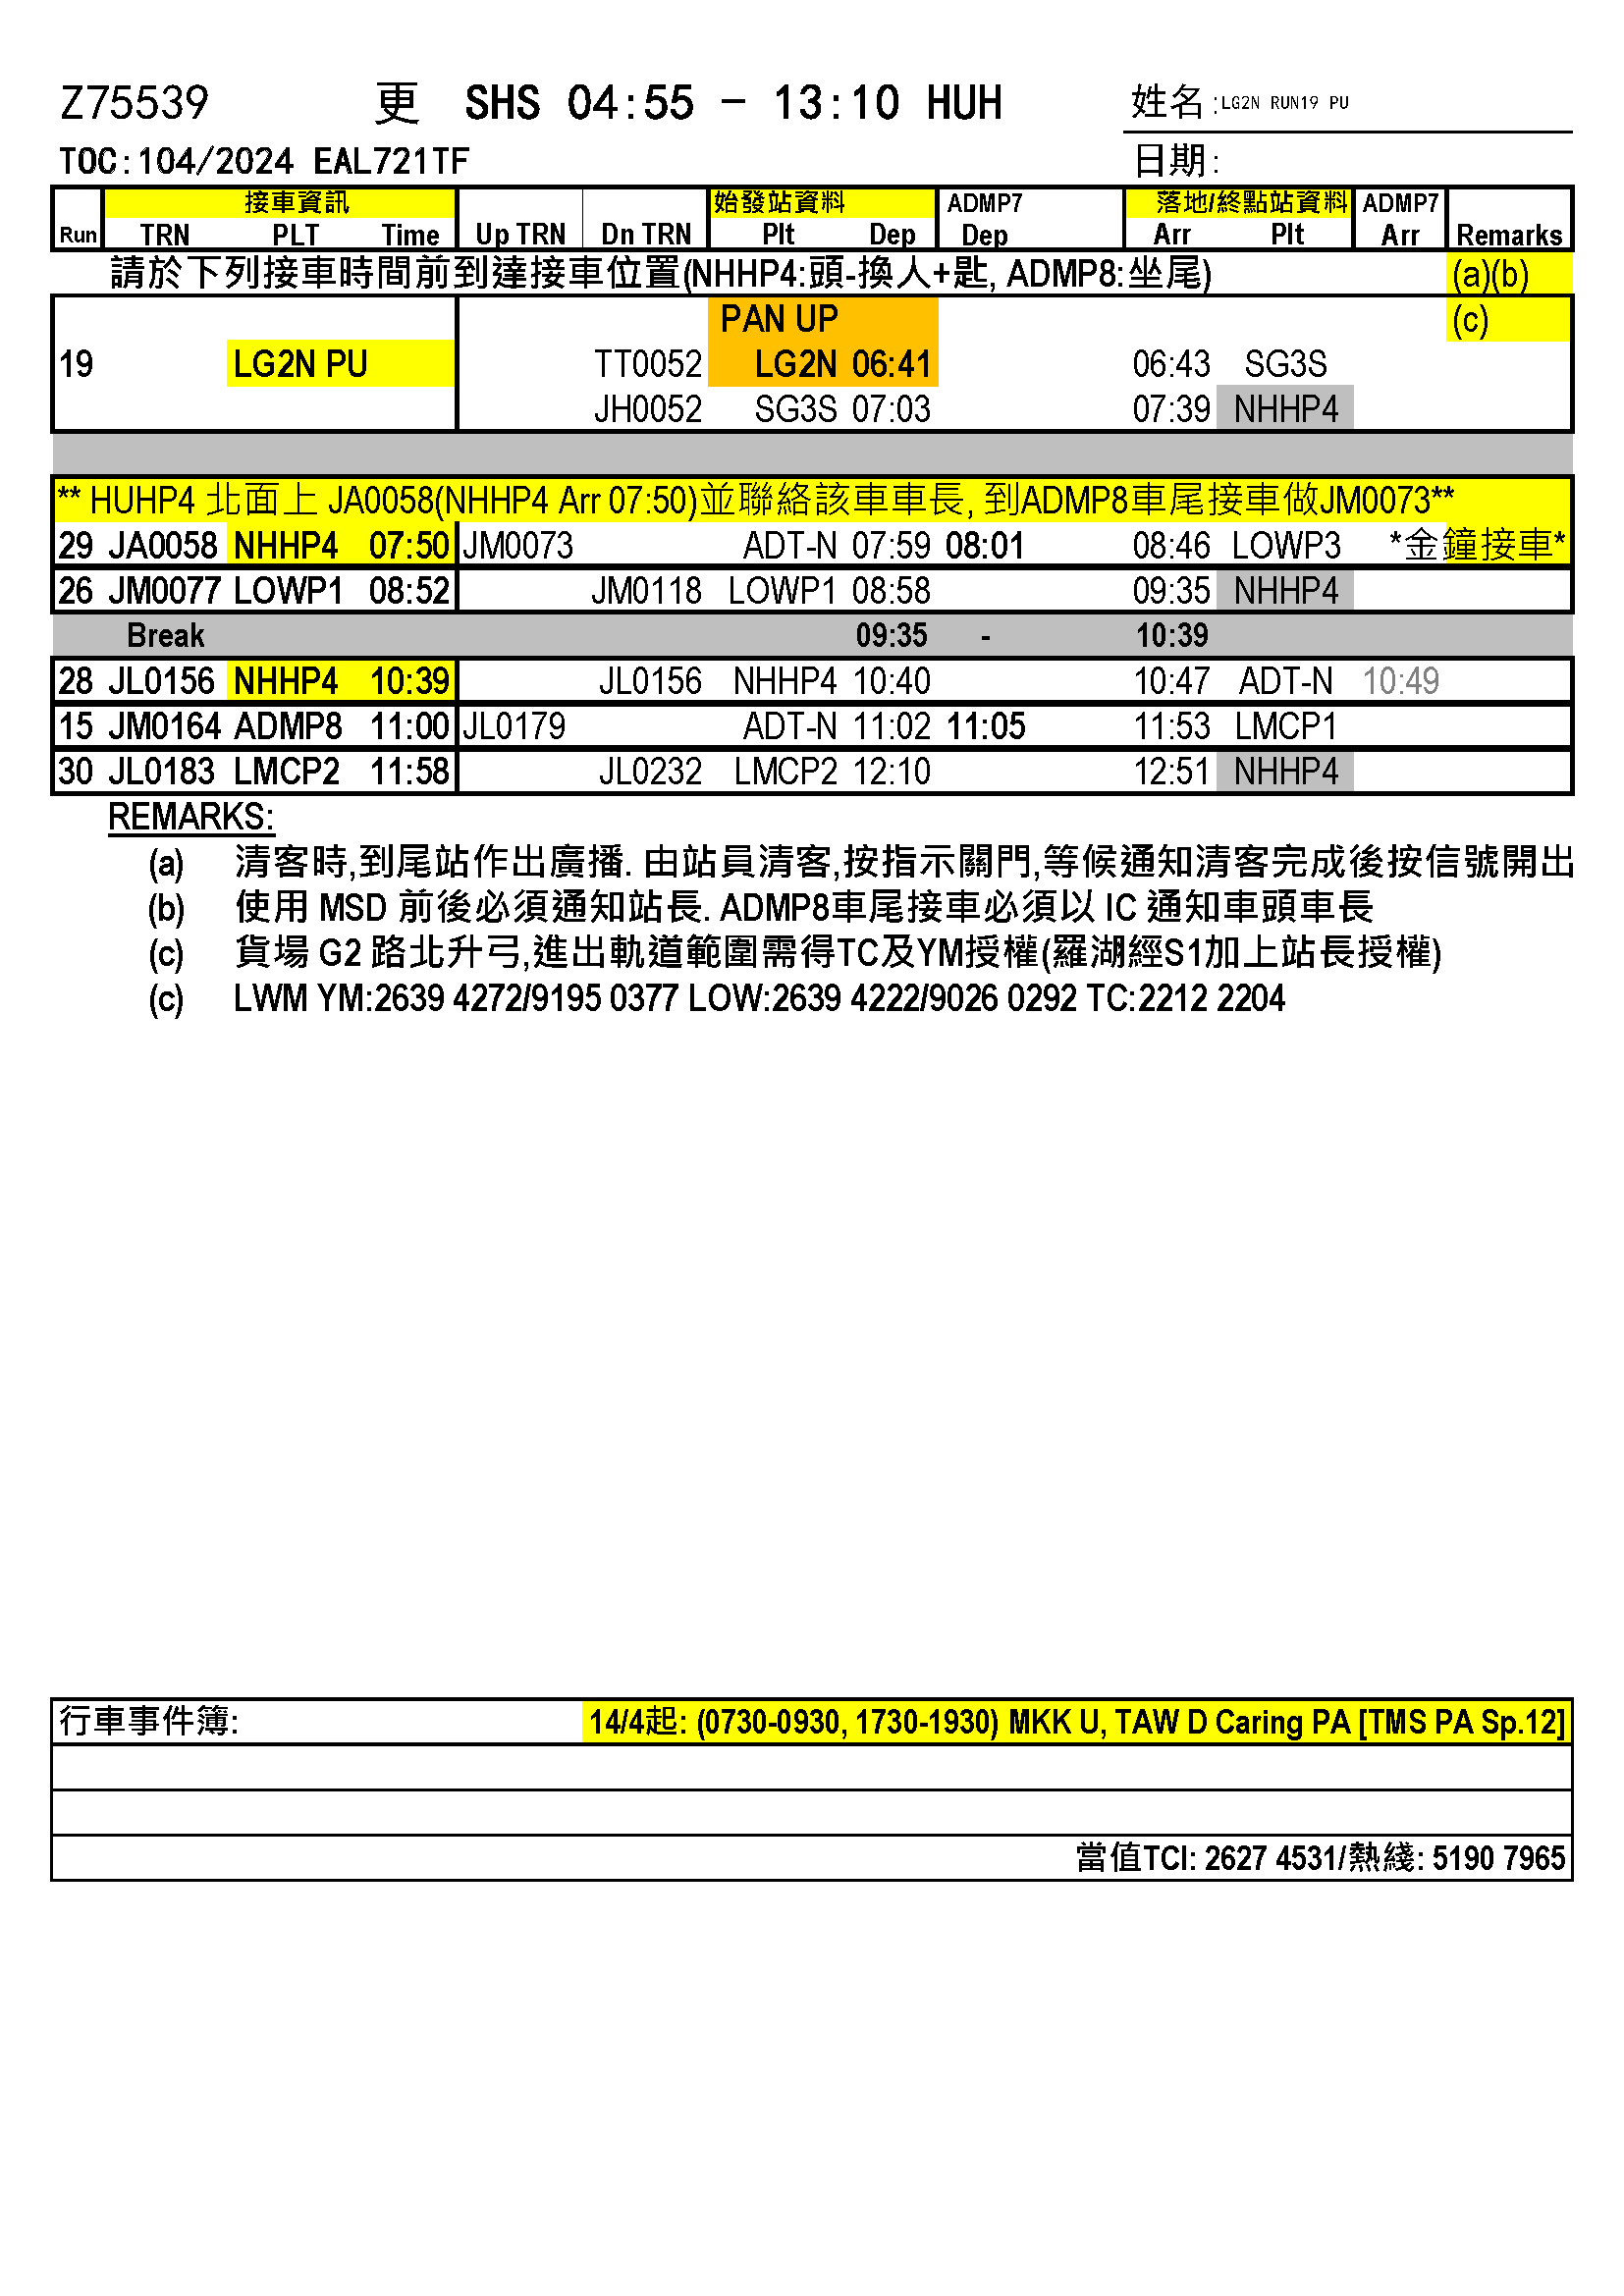 Z75539 更 SHS 04:55 - 13:10 HUH 姓名:LG2N RUN19 PU
TOC:104/2024 EAL721TF 日期:
接車資訊 始發站資料 ADMP7 落地/終點站資料 ADMP7
Run TRN PLT Time Up TRN Dn TRN Plt Dep Dep Arr Plt Arr Remarks
請於下列接車時間前到達接車位置(NHHP4:頭-換人+匙, ADMP8:坐尾) (a)(b)
PAN UP (c)
19 LG2N PU TT0052 LG2N 06:41 06:43 SG3S
JH0052 SG3S 07:03 07:39 NHHP4
** HUHP4 北面上 JA0058(NHHP4 Arr 07:50)並聯絡該車車長, 到ADMP8車尾接車做JM0073**
29 JA0058 NHHP4 07:50 JM0073 ADT-N 07:59 08:01 08:46 LOWP3 *金鐘接車*
26 JM0077 LOWP1 08:52 JM0118 LOWP1 08:58 09:35 NHHP4
Break 09:35 - 10:39
28 JL0156 NHHP4 10:39 JL0156 NHHP4 10:40 10:47 ADT-N 10:49
15 JM0164 ADMP8 11:00 JL0179 ADT-N 11:02 11:05 11:53 LMCP1
30 JL0183 LMCP2 11:58 JL0232 LMCP2 12:10 12:51 NHHP4
REMARKS:
(a) 清客時,到尾站作出廣播. 由站員清客,按指示關門,等候通知清客完成後按信號開出
(b) 使用 MSD 前後必須通知站長. ADMP8車尾接車必須以 IC 通知車頭車長
(c) 貨場 G2 路北升弓,進出軌道範圍需得TC及YM授權(羅湖經S1加上站長授權)
(c) LWM YM:2639 4272/9195 0377 LOW:2639 4222/9026 0292 TC:2212 2204
行車事件簿: 14/4起: (0730-0930, 1730-1930) MKK U, TAW D Caring PA [TMS PA Sp.12]
當值TCI: 2627 4531/熱綫: 5190 7965